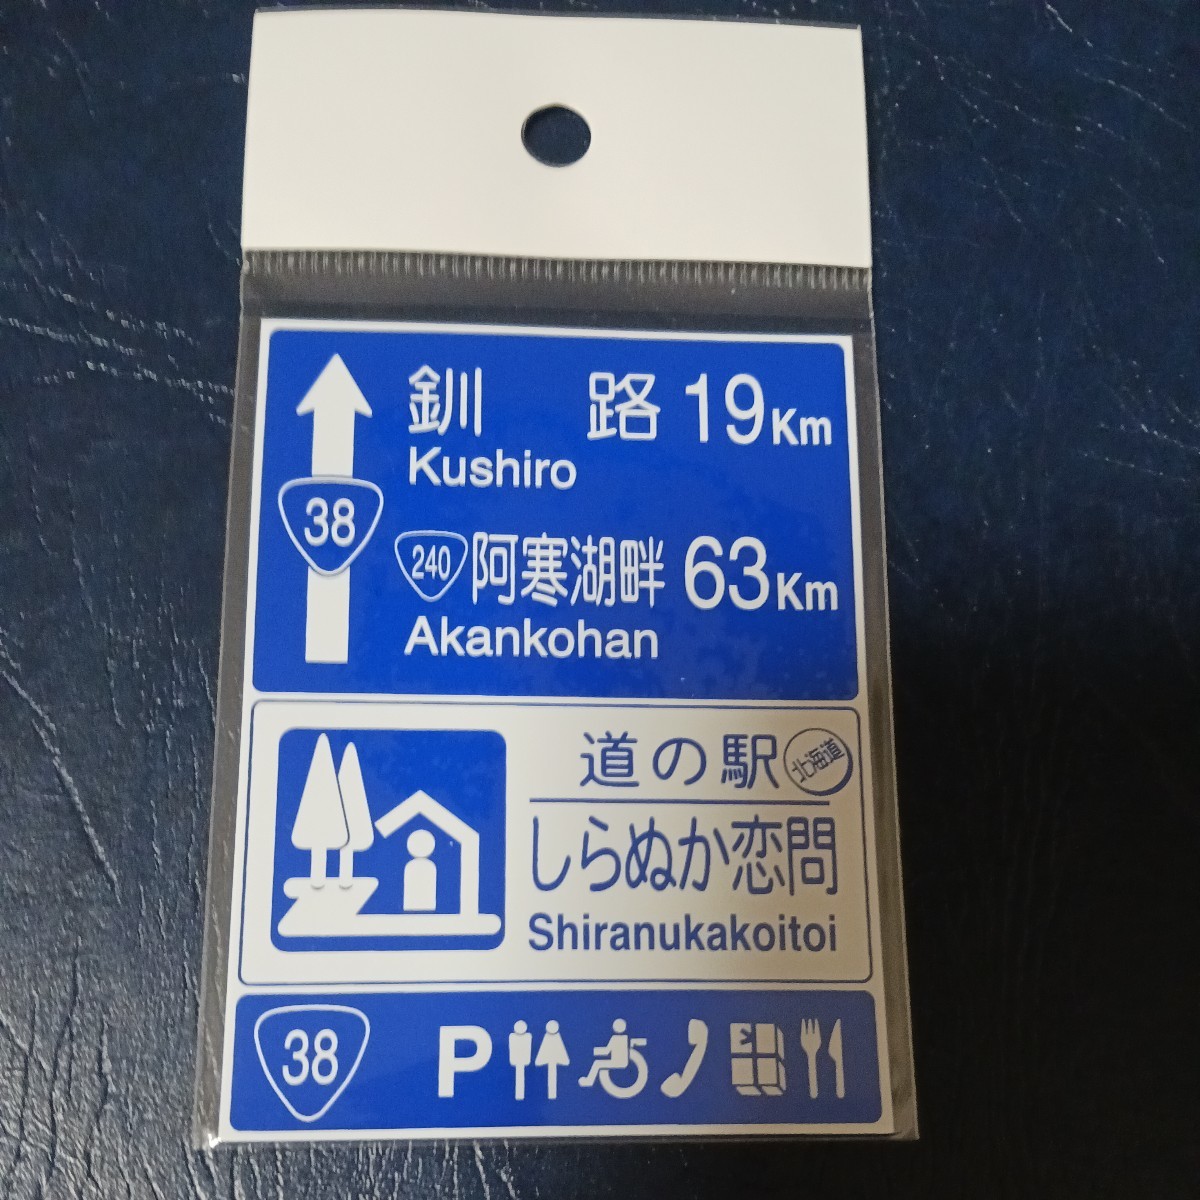 釧路 19Km
Kushiro
38
240 阿寒湖畔 63Km
Akankohan
道の駅 北海道
しらぬか恋問
Shiranukakoitoi
38 P